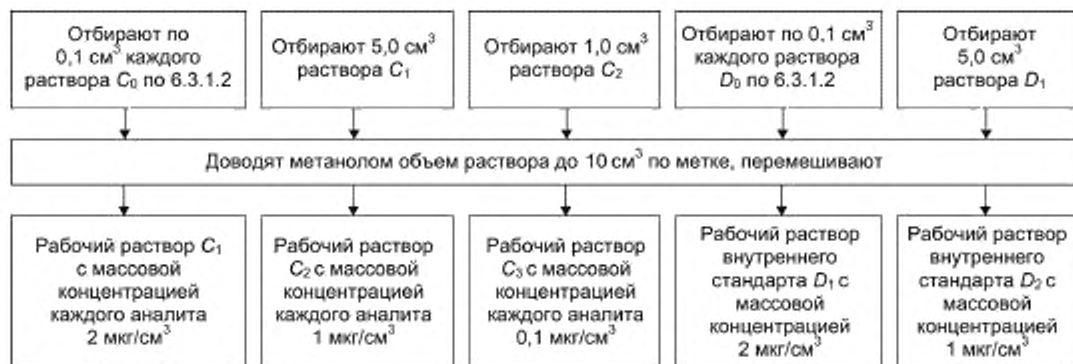 Отбирают по
0,1 см³ каждого
раствора C₀ по 6.3.1.2
Отбирают 5,0 см³
раствора C₁
Отбирают 1,0 см³
раствора C₂
Отбирают по 0,1 см³
каждого раствора
D₀ по 6.3.1.2
Отбирают
5,0 см³
раствора D₁
Доводят метанолом объем раствора до 10 см³ по метке, перемешивают
Рабочий раствор C₁
с массовой
концентрацией
каждого аналита
2 мкг/см³
Рабочий раствор
C₂ с массовой
концентрацией
каждого аналита
1 мкг/см³
Рабочий раствор
C₃ с массовой
концентрацией
каждого аналита
0,1 мкг/см³
Рабочий раствор
внутреннего
стандарта D₁ с
массовой
концентрацией
2 мкг/см³
Рабочий раствор
внутреннего
стандарта D₂ с
массовой
концентрацией
1 мкг/см³